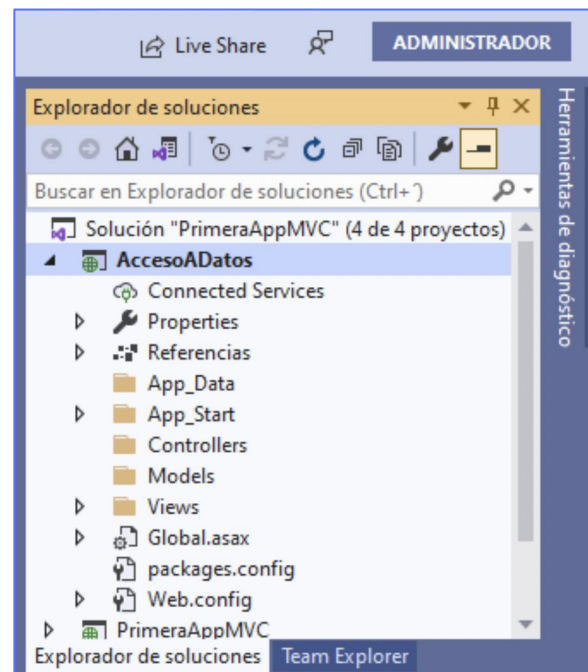 Live Share
ADMINISTRADOR
Explorador de soluciones
Buscar en Explorador de soluciones (Ctrl+´)
Solución "PrimeraAppMVC" (4 de 4 proyectos)
AccesoADatos
Connected Services
Properties
Referencias
App_Data
App_Start
Controllers
Models
Views
Global.asax
packages.config
Web.config
PrimeraAppMVC
Explorador de soluciones
Team Explorer
Herramientas de diagnóstico